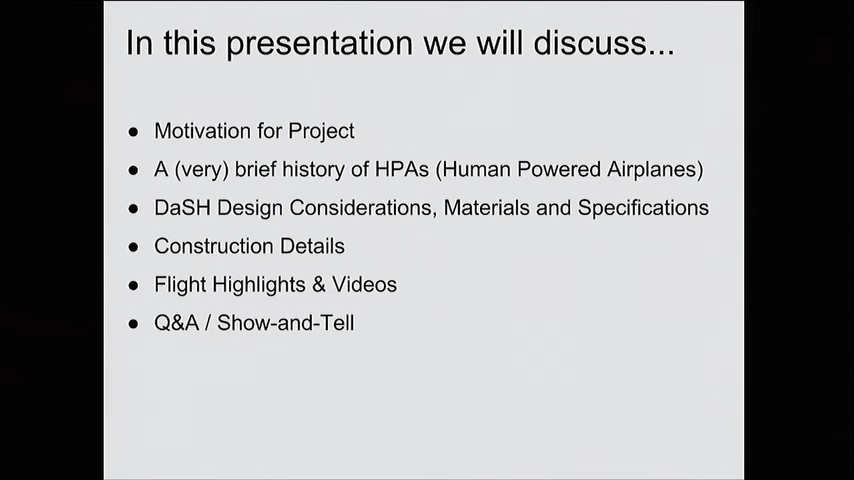 In this presentation we will discuss...
● Motivation for Project
● A (very) brief history of HPAs (Human Powered Airplanes)
● DaSH Design Considerations, Materials and Specifications
● Construction Details
● Flight Highlights & Videos
● Q&A / Show-and-Tell